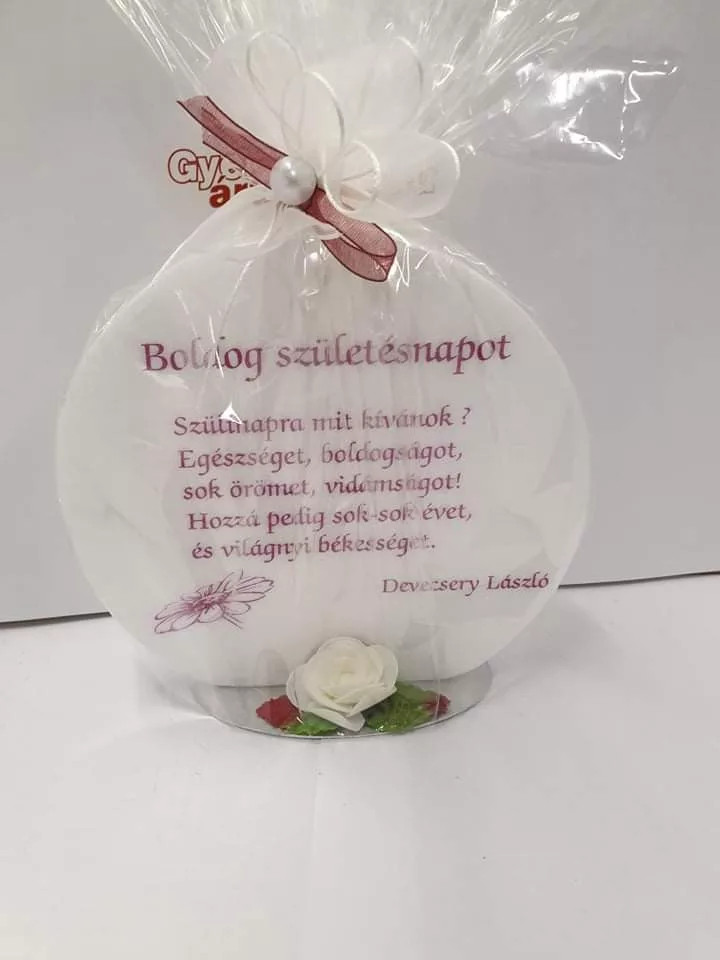 Boldog születésnapot
Szülinapra mit kívánok ?
Egészséget, boldogságot,
sok örömet, vidámságot!
Hozzá pedig sok-sok évet,
és világnyi békességet.
Devecsery László